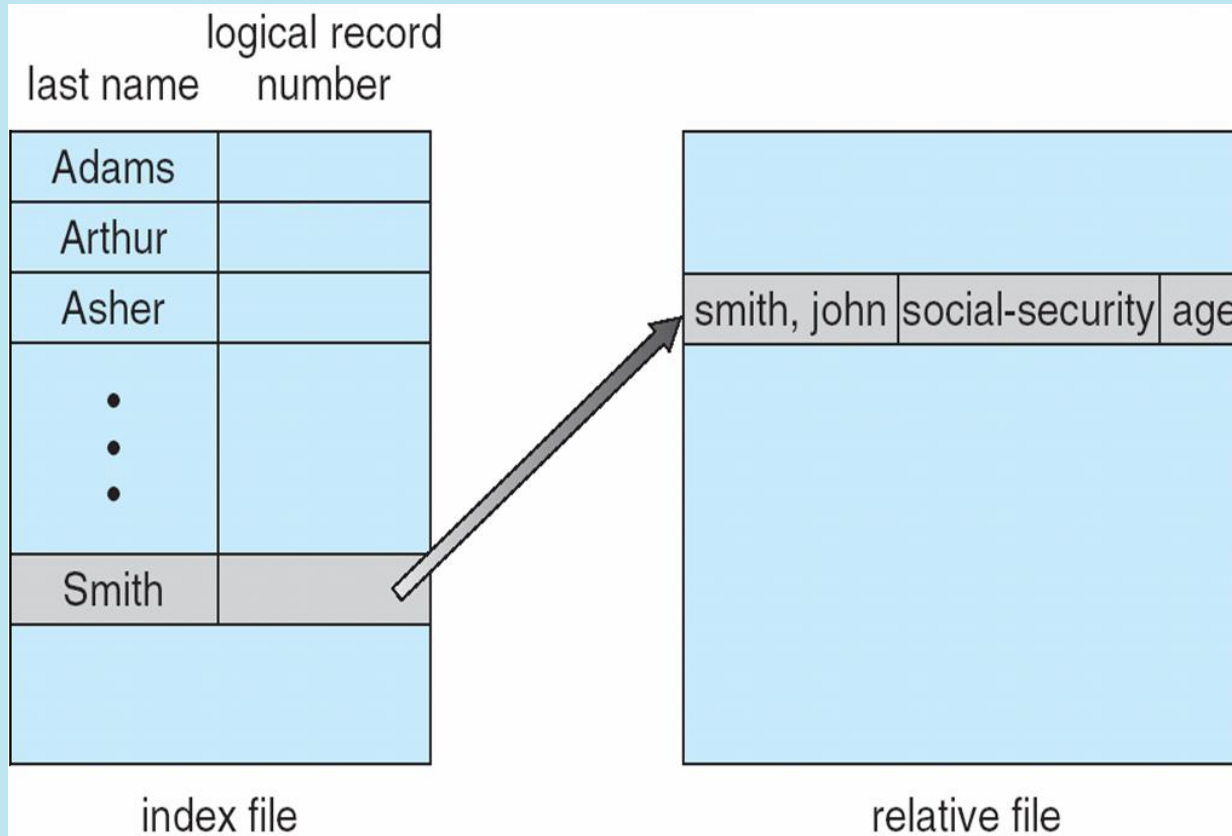 logical record
last name number
Adams
Arthur
Asher
smith, john social-security age
Smith
index file relative file